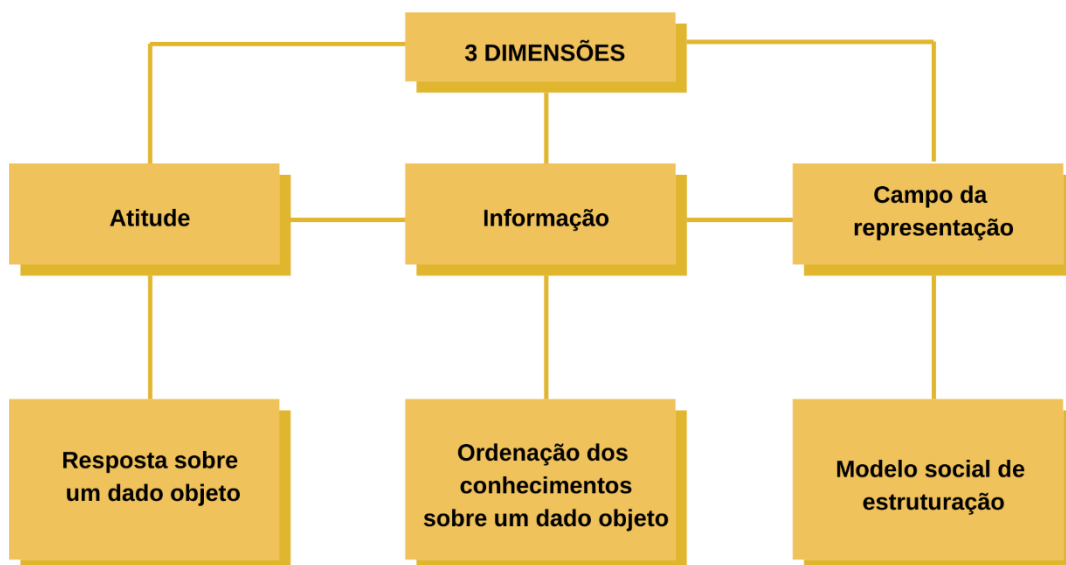 3 DIMENSÕES
Atitude
Informação
Campo da
representação
Resposta sobre
um dado objeto
Ordenação dos
conhecimentos
sobre um dado objeto
Modelo social de
estruturação